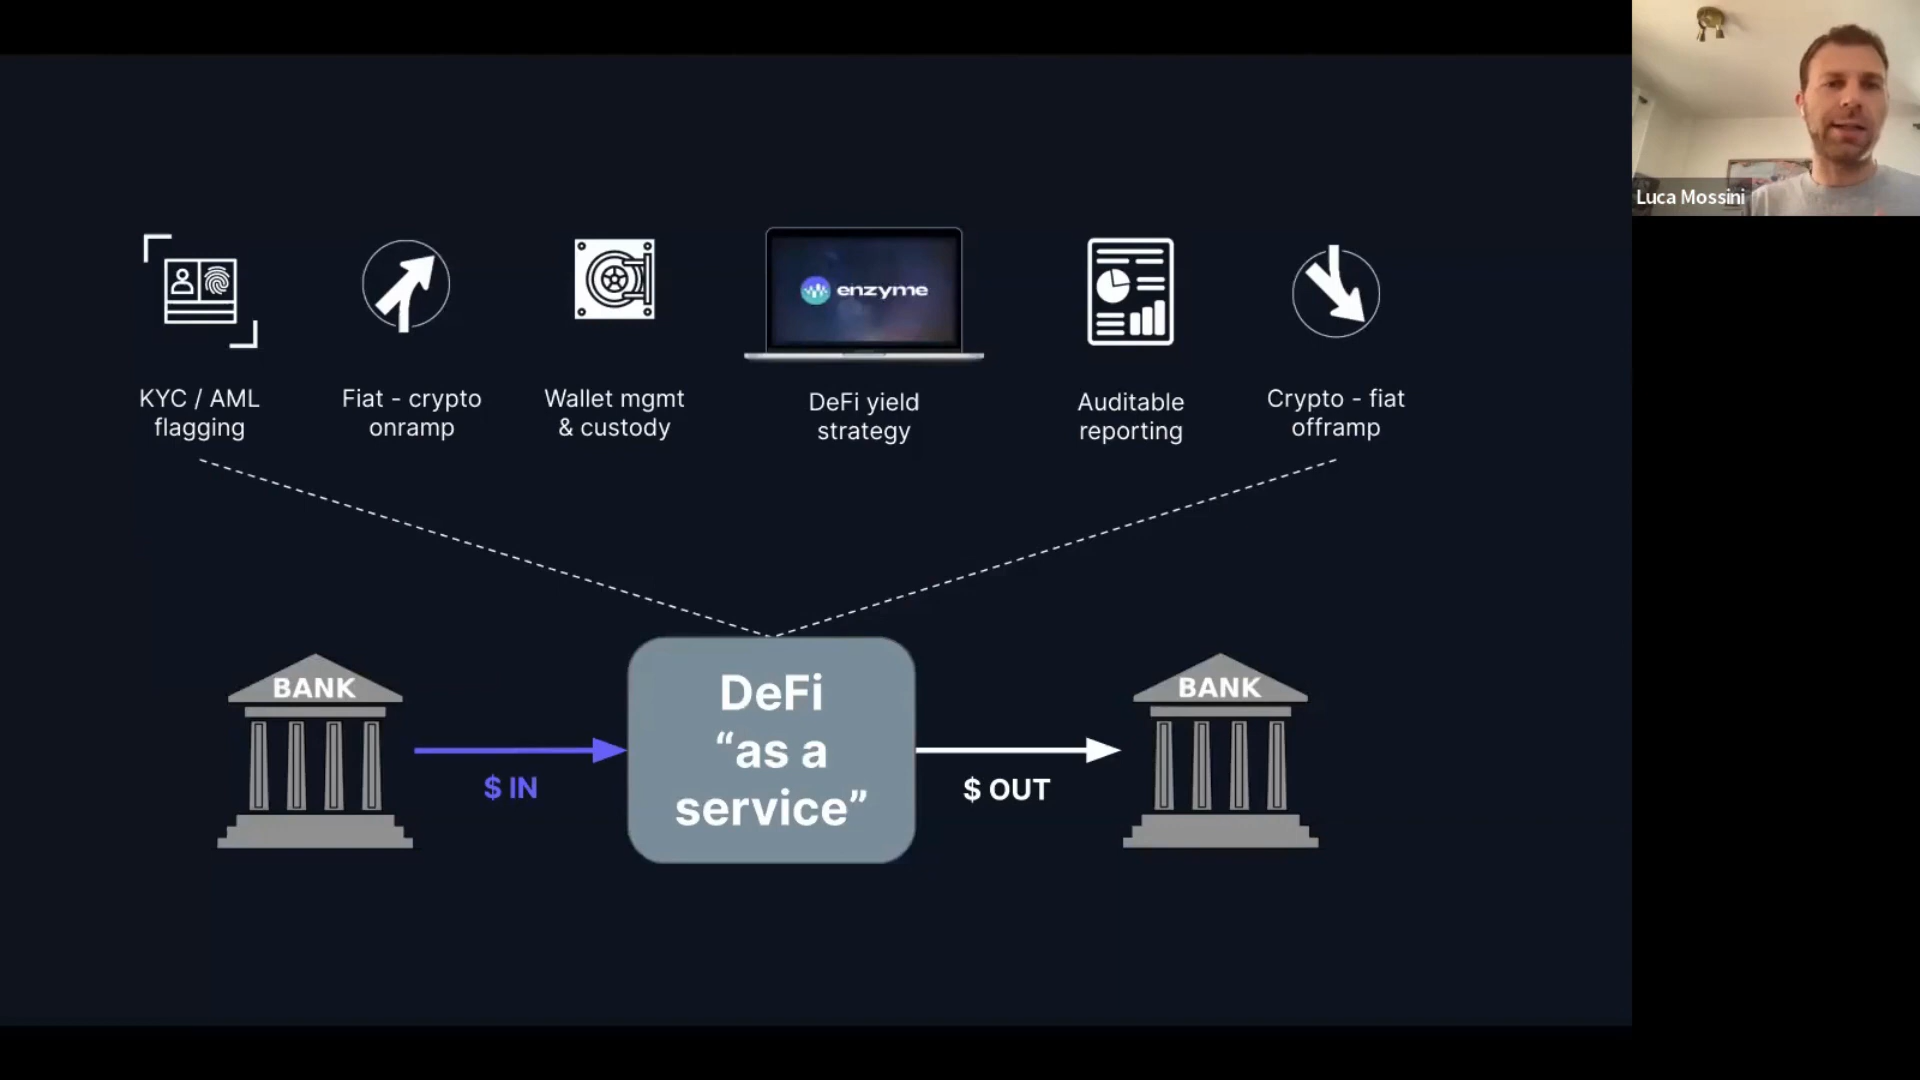 Luca Mossini
enzyme
KYC / AML
flagging
Fiat - crypto
onramp
Wallet mgmt
& custody
DeFi yield
strategy
Auditable
reporting
Crypto - fiat
offramp
BANK
$ IN
DeFi
“as a
service”
$ OUT
BANK